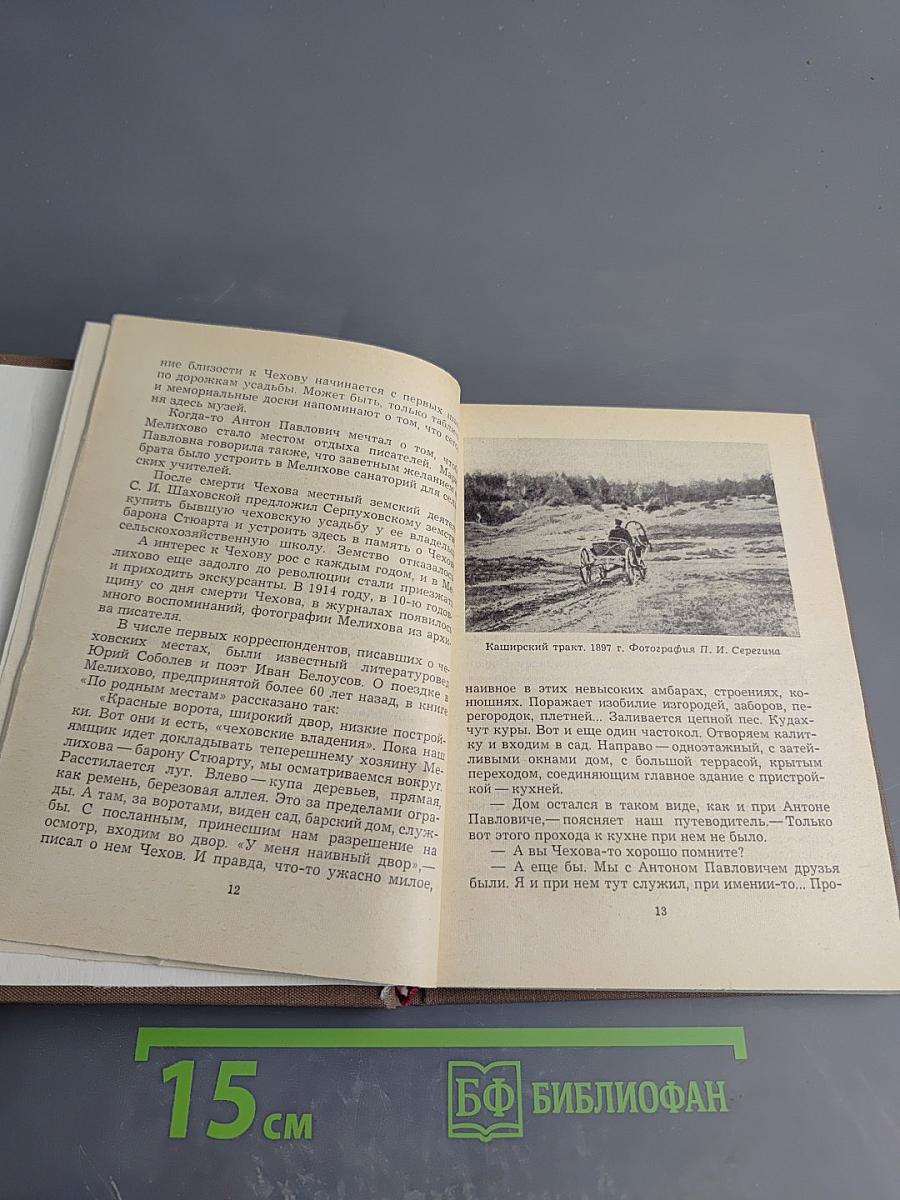 ние близости к Чехову начинается с первых
по дорожкам усадьбы. Может быть, только
и мемориальные доски напоминают о том, что
ня здесь музей.
Когда-то Антон Павлович мечтал о том,
Мелихово стало местом отдыха писателей.
Павловна говорила также, что заветным желанием
брата было устроить в Мелихове санаторий для
ских учителей.
После смерти Чехова местный земский
С. И. Шаховской предложил Серпуховскому
купить бывшую чеховскую усадьбу у ее
барона Стюарта и устроить здесь в память о
сельскохозяйственную школу. Земство отказалось.
А интерес к Чехову рос с каждым годом, и в Ме-
лихово еще задолго до революции стали приезжать
и приходить экскурсанты. В 1914 году, в 10-ю годов-
щину со дня смерти Чехова, в журналах появилось
много воспоминаний, фотографии Мелихова из архи-
ва писателя.
В числе первых корреспондентов, писавших о че-
ховских местах, были известный литературовед
Юрий Соболев и поэт Иван Белоусов. О поездке в
Мелихово, предпринятой более 60 лет назад, в книге
«По родным местам» рассказано так:
«Красные ворота, широкий двор, низкие построй-
ки. Вот они и есть, «чеховские владения». Пока наш
ямщик идет докладывать теперешнему хозяину Ме-
лихова — барону Стюарту, мы осматриваемся вокруг.
Расстилается луг. Влево — купа деревьев, прямая,
как ремень, березовая аллея. Это за пределами огра-
ды. А там, за воротами, виден сад, барский дом, служ-
бы. С посланным, принесшим нам разрешение на
осмотр, входим во двор. «У меня наивный двор»,—
писал о нем Чехов. И правда, что-то ужасно милое,
12
Каширский тракт. 1897 г. Фотография П. И. Серегина
наивное в этих невысоких амбарах, строениях, ко-
нюшнях. Поражает изобилие изгородей, заборов, пе-
регородок, плетней... Заливается цепной пес. Кудах-
чут куры. Вот и еще один частокол. Отворяем калит-
ку и входим в сад. Направо — одноэтажный, с затей-
ливыми окнами дом, с большой террасой, крытым
переходом, соединяющим главное здание с пристрой-
кой — кухней.
— Дом остался в таком виде, как и при Антоне
Павловиче,— поясняет наш путеводитель.— Только
вот этого прохода к кухне при нем не было.
— А вы Чехова-то хорошо помните?
— А еще бы. Мы с Антоном Павловичем друзья
были. Я и при нем тут служил, при имении-то... Про-
13
15 см
БФ БИБЛИОФАН